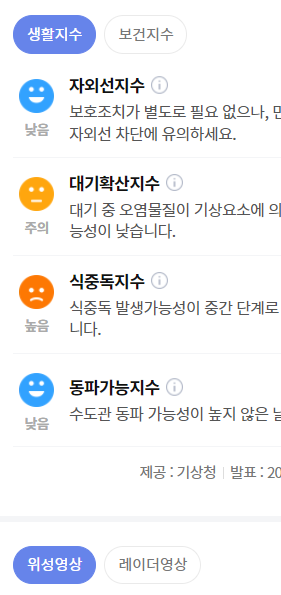 생활지수 보건지수
자외선지수
낮음
보호조치가 별도로 필요 없으나,
자외선 차단에 유의하세요.
대기확산지수
주의
대기 중 오염물질이 기상요소에 의
능성이 낮습니다.
식중독지수
높음
식중독 발생가능성이 중간 단계로
니다.
동파가능지수
낮음
수도관 동파 가능성이 높지 않은
제공 : 기상청 | 발표 : 20
위성영상 레이더영상